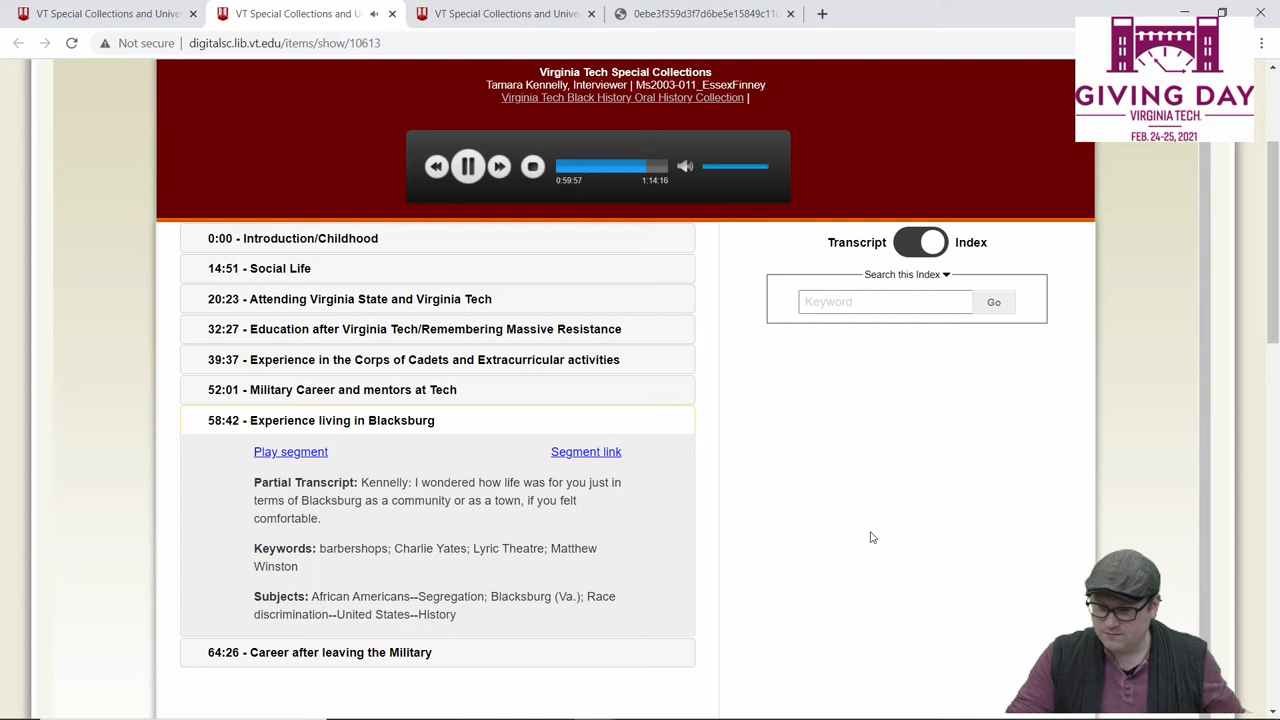 VT Special Collections and Univers
VT Special Collections and U
VT Special Collections and Univer
0ebe3f359d3f7d6be5e15849c11
Not secure
digitalsc.lib.vt.edu/items/show/10613
GIVING DAY
VIRGINIA TECH.
FEB. 24-25, 2021
Virginia Tech Special Collections
Tamara Kennelly, Interviewer | Ms2003-011_EssexFinney
Virginia Tech Black History Oral History Collection |
0:59:57
1:14:16
0:00 - Introduction/Childhood
14:51 - Social Life
20:23 - Attending Virginia State and Virginia Tech
32:27 - Education after Virginia Tech/Remembering Massive Resistance
39:37 - Experience in the Corps of Cadets and Extracurricular activities
52:01 - Military Career and mentors at Tech
58:42 - Experience living in Blacksburg
Play segment
Segment link
Partial Transcript: Kennelly: I wondered how life was for you just in
terms of Blacksburg as a community or as a town, if you felt
comfortable.
Keywords: barbershops; Charlie Yates; Lyric Theatre; Matthew
Winston
Subjects: African Americans--Segregation; Blacksburg (Va.); Race
discrimination--United States--History
64:26 - Career after leaving the Military
Transcript
Index
Search this Index
Keyword
Go